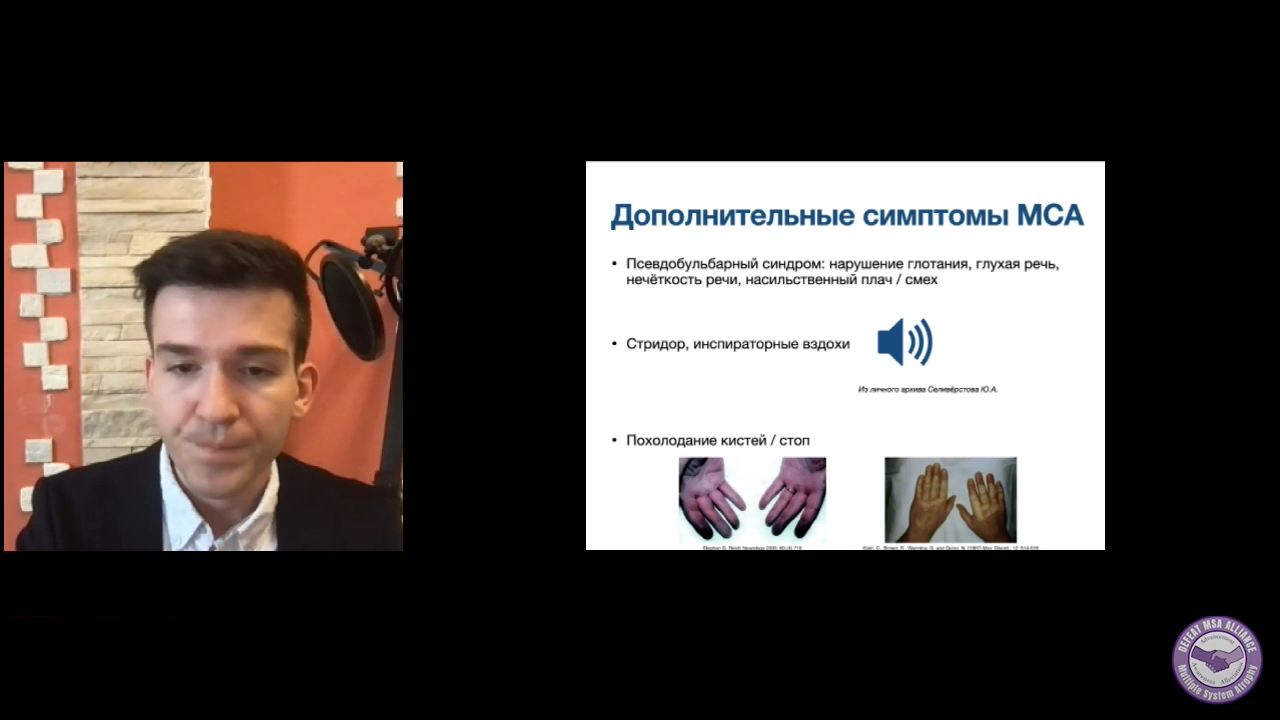 Дополнительные симптомы МСА
• Псевдобульбарный синдром: нарушение глотания, глухая речь,
нечёткость речи, насильственный плач / смех
• Стридор, инспираторные вздохи
Из личного архива Селивёрстова Ю.А.
• Похолодание кистей / стоп
DEFEAT MSA ALLIANCE
Multiple System Atrophy